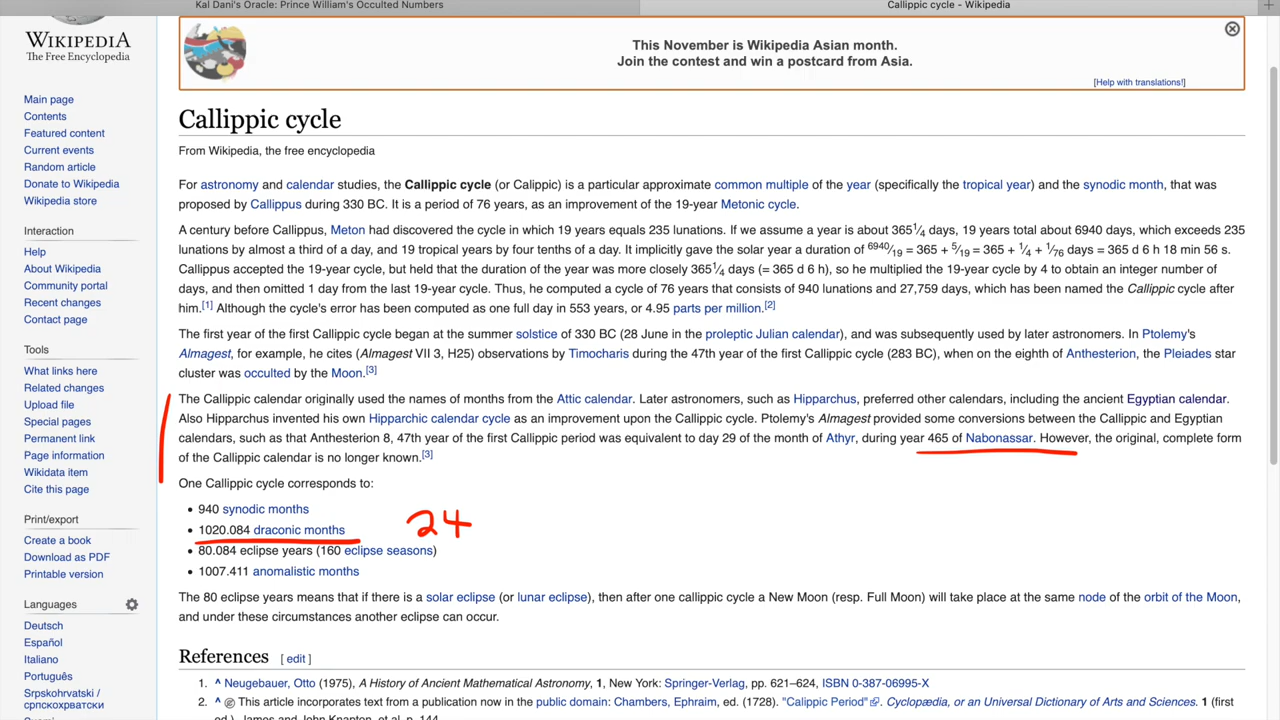 Kal Dani's Oracle: Prince William's Occulted Numbers
Callippic cycle - Wikipedia
WIKIPEDIA
The Free Encyclopedia
Main page
Contents
Featured content
Current events
Random article
Donate to Wikipedia
Wikipedia store
Interaction
Help
About Wikipedia
Community portal
Recent changes
Contact page
Tools
What links here
Related changes
Upload file
Special pages
Permanent link
Page information
Wikidata item
Cite this page
Print/export
Create a book
Download as PDF
Printable version
Languages
Deutsch
Español
Italiano
Português
Srpskohrvatski /
српскохрватски
This November is Wikipedia Asian month.
Join the contest and win a postcard from Asia.
[Help with translations!]
Callippic cycle
From Wikipedia, the free encyclopedia
For astronomy and calendar studies, the Callippic cycle (or Calippic) is a particular approximate common multiple of the year (specifically the tropical year) and the synodic month, that was
proposed by Callippus during 330 BC. It is a period of 76 years, as an improvement of the 19-year Metonic cycle.
A century before Callippus, Meton had discovered the cycle in which 19 years equals 235 lunations. If we assume a year is about 365 1⁄4 days, 19 years total about 6940 days, which exceeds 235
lunations by almost a third of a day, and 19 tropical years by four tenths of a day. It implicitly gave the solar year a duration of 6940⁄19 = 365 + 5⁄19 = 365 + 1⁄4 + 1⁄76 days = 365 d 6 h 18 min 56 s.
Callippus accepted the 19-year cycle, but held that the duration of the year was more closely 365 1⁄4 days (= 365 d 6 h), so he multiplied the 19-year cycle by 4 to obtain an integer number of
days, and then omitted 1 day from the last 19-year cycle. Thus, he computed a cycle of 76 years that consists of 940 lunations and 27,759 days, which has been named the Callippic cycle after
him.[1] Although the cycle's error has been computed as one full day in 553 years, or 4.95 parts per million.[2]
The first year of the first Callippic cycle began at the summer solstice of 330 BC (28 June in the proleptic Julian calendar), and was subsequently used by later astronomers. In Ptolemy's
Almagest, for example, he cites (Almagest VII 3, H25) observations by Timocharis during the 47th year of the first Callippic cycle (283 BC), when on the eighth of Anthesterion, the Pleiades star
cluster was occulted by the Moon.[3]
The Callippic calendar originally used the names of months from the Attic calendar. Later astronomers, such as Hipparchus, preferred other calendars, including the ancient Egyptian calendar.
Also Hipparchus invented his own Hipparchic calendar cycle as an improvement upon the Callippic cycle. Ptolemy's Almagest provided some conversions between the Callippic and Egyptian
calendars, such as that Anthesterion 8, 47th year of the first Callippic period was equivalent to day 29 of the month of Athyr, during year 465 of Nabonassar. However, the original, complete form
of the Callippic calendar is no longer known.[3]
One Callippic cycle corresponds to:
• 940 synodic months
• 1020.084 draconic months
24
• 80.084 eclipse years (160 eclipse seasons)
• 1007.411 anomalistic months
The 80 eclipse years means that if there is a solar eclipse (or lunar eclipse), then after one callippic cycle a New Moon (resp. Full Moon) will take place at the same node of the orbit of the Moon,
and under these circumstances another eclipse can occur.
References [ edit ]
1. ^ Neugebauer, Otto (1975), A History of Ancient Mathematical Astronomy, 1, New York: Springer-Verlag, pp. 621–624, ISBN 0-387-06995-X
2. ^ This article incorporates text from a publication now in the public domain: Chambers, Ephraim, ed. (1728). "Calippic Period". Cyclopædia, or an Universal Dictionary of Arts and Sciences. 1 (first
ed.). James and John Knapton, et al. p. 144.